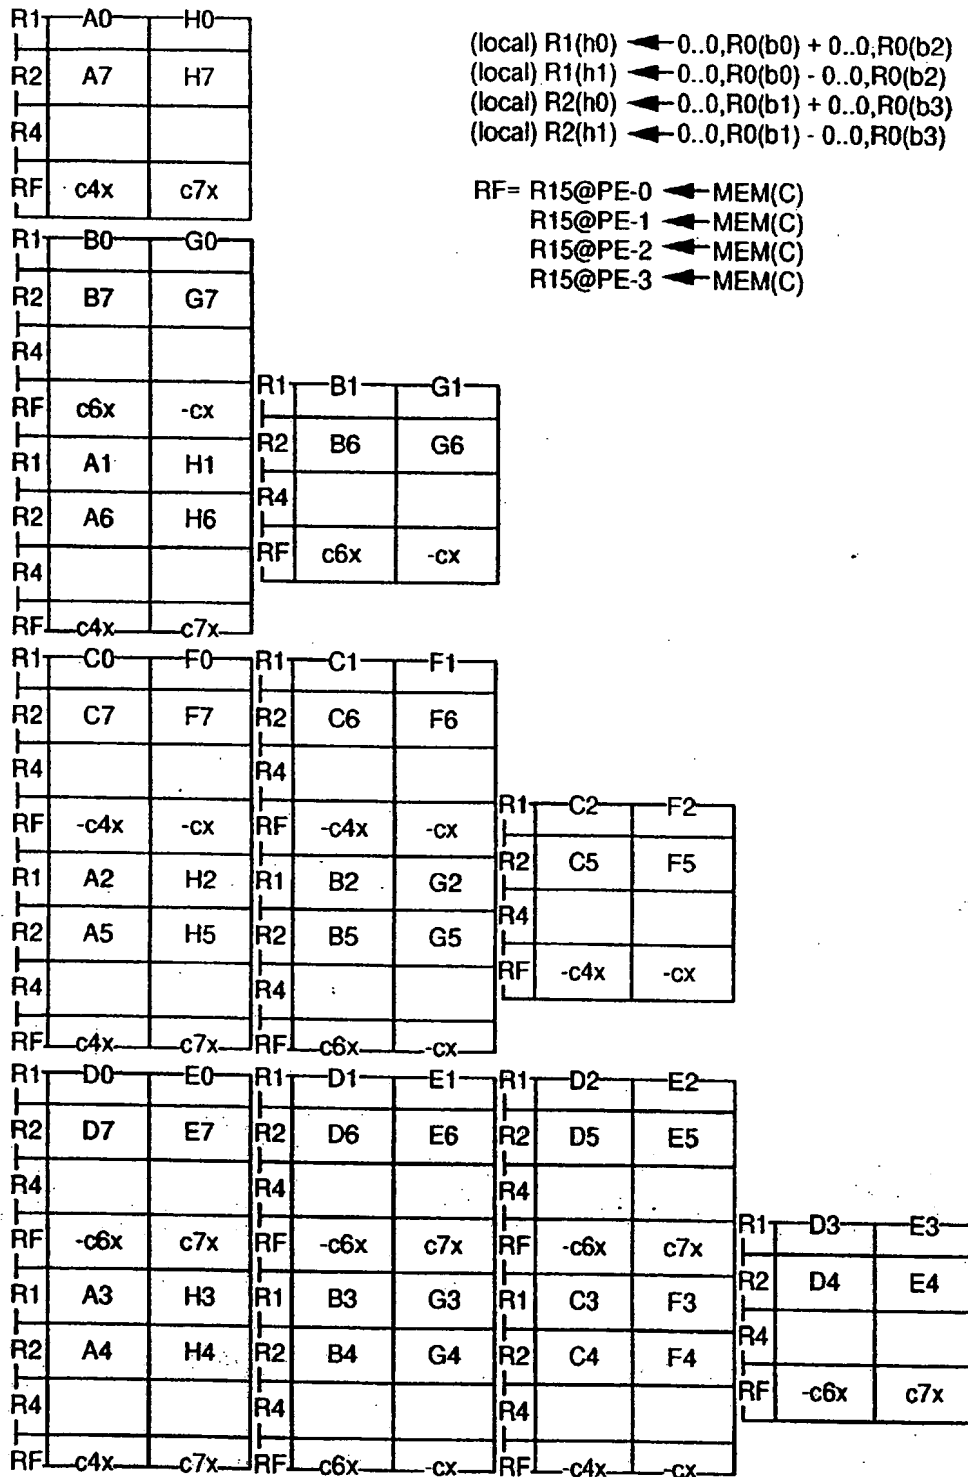 R1 A0 H0
R2 A7 H7
R4
RF c4x c7x
(local) R1(h0) ← 0..0,R0(b0) + 0..0,R0(b2)
(local) R1(h1) ← 0..0,R0(b0) - 0..0,R0(b2)
(local) R2(h0) ← 0..0,R0(b1) + 0..0,R0(b3)
(local) R2(h1) ← 0..0,R0(b1) - 0..0,R0(b3)
RF= R15@PE-0 ← MEM(C)
R15@PE-1 ← MEM(C)
R15@PE-2 ← MEM(C)
R15@PE-3 ← MEM(C)
R1 B0 G0
R2 B7 G7
R4
RF c6x -cx
R1 A1 H1
R2 A6 H6
R4
RF c4x c7x
R1 B1 G1
R2 B6 G6
R4
RF c6x -cx
R1 C0 F0
R2 C7 F7
R4
RF -c4x -cx
R1 A2 H2
R2 A5 H5
R4
RF c4x c7x
R1 C1 F1
R2 C6 F6
R4
RF -c4x -cx
R1 B2 G2
R2 B5 G5
R4
RF c6x -cx
R1 C2 F2
R2 C5 F5
R4
RF -c4x -cx
R1 D0 E0
R2 D7 E7
R4
RF -c6x c7x
R1 A3 H3
R2 A4 H4
R4
RF c4x c7x
R1 D1 E1
R2 D6 E6
R4
RF -c6x c7x
R1 B3 G3
R2 B4 G4
R4
RF c6x -cx
R1 D2 E2
R2 D5 E5
R4
RF -c6x c7x
R1 C3 F3
R2 C4 F4
R4
RF -c4x -cx
R1 D3 E3
R2 D4 E4
R4
RF -c6x c7x